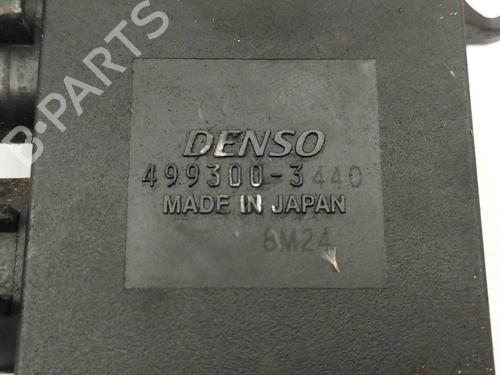 DENSO
499300-3440
MADE IN JAPAN
8M24
B-PARTS